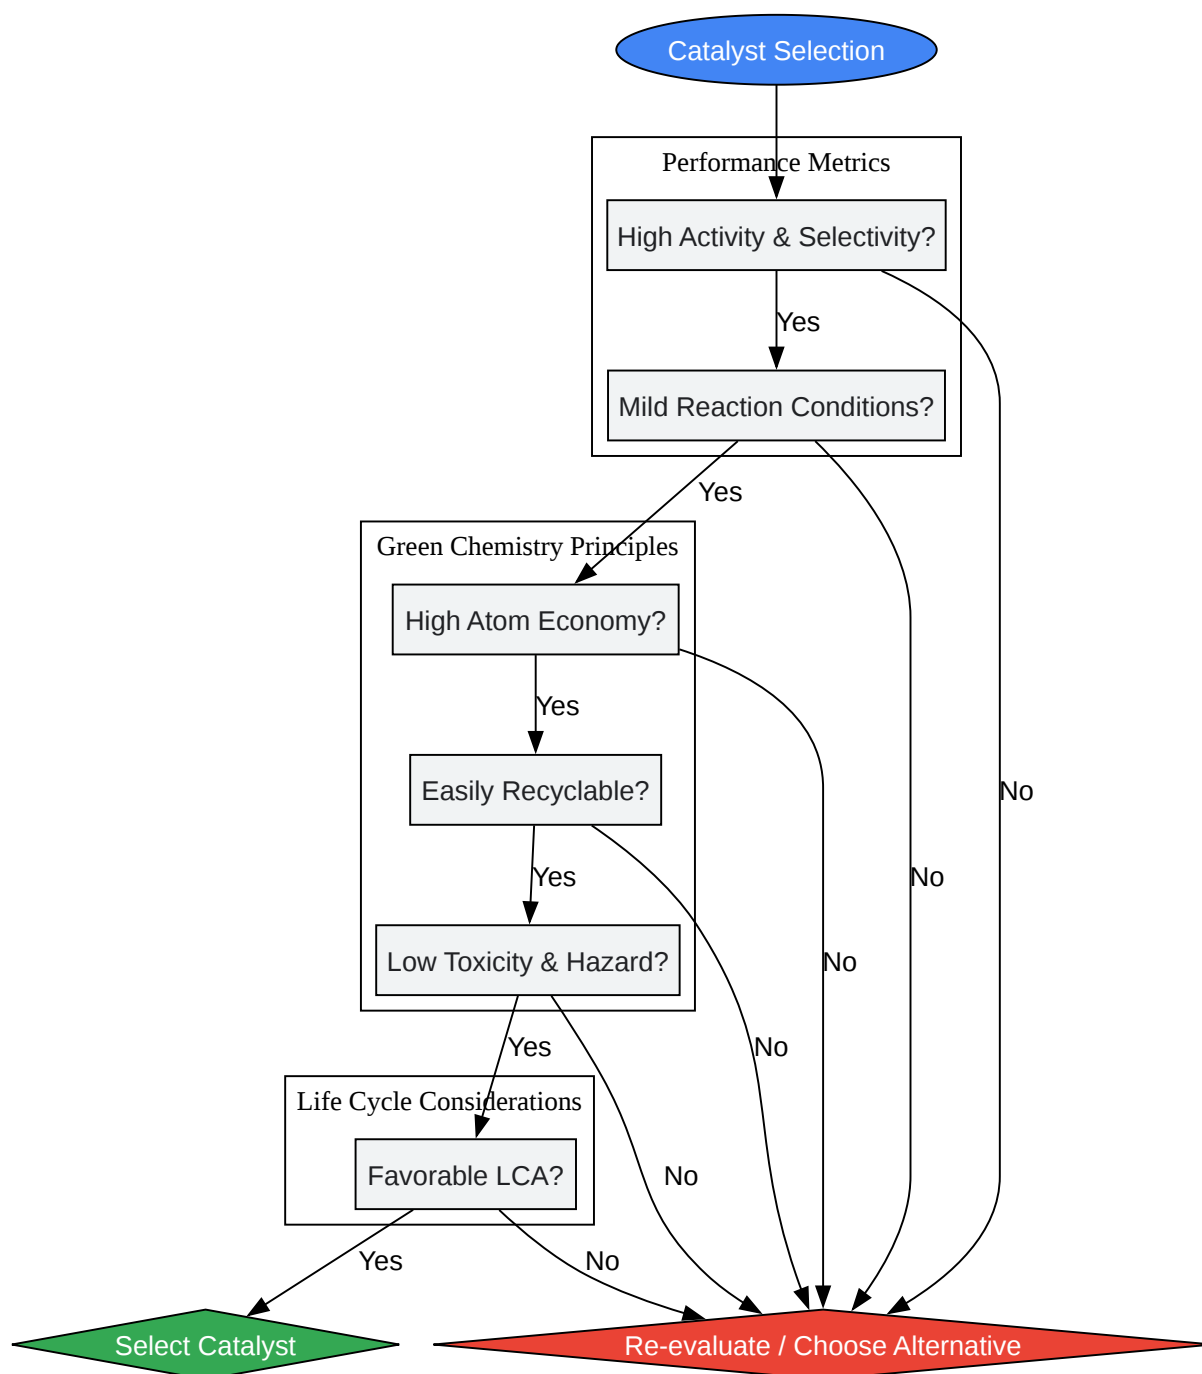 Catalyst Selection
Performance Metrics
High Activity & Selectivity?
Yes
Mild Reaction Conditions?
Yes
Green Chemistry Principles
High Atom Economy?
Yes
Easily Recyclable?
No
Yes
No
Low Toxicity & Hazard?
No
Yes
No
Life Cycle Considerations
Favorable LCA?
No
Yes
No
Select Catalyst
Re-evaluate / Choose Alternative